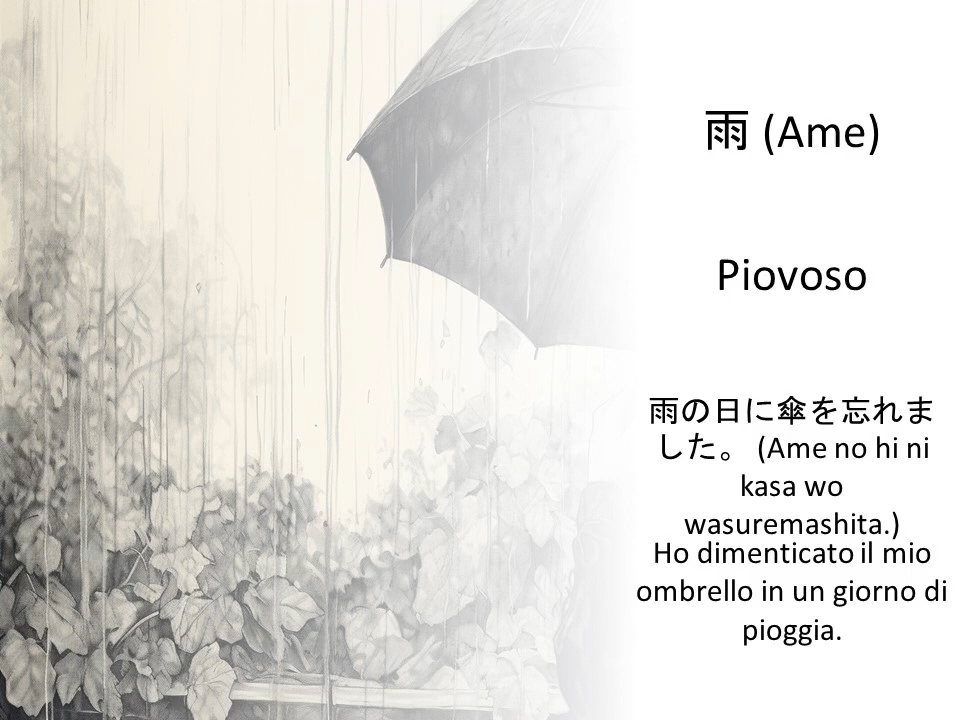 雨 (Ame)
Piovoso
雨の日に傘を忘れま
した。 (Ame no hi ni
kasa wo
wasuremashita.)
Ho dimenticato il mio
ombrello in un giorno di
pioggia.